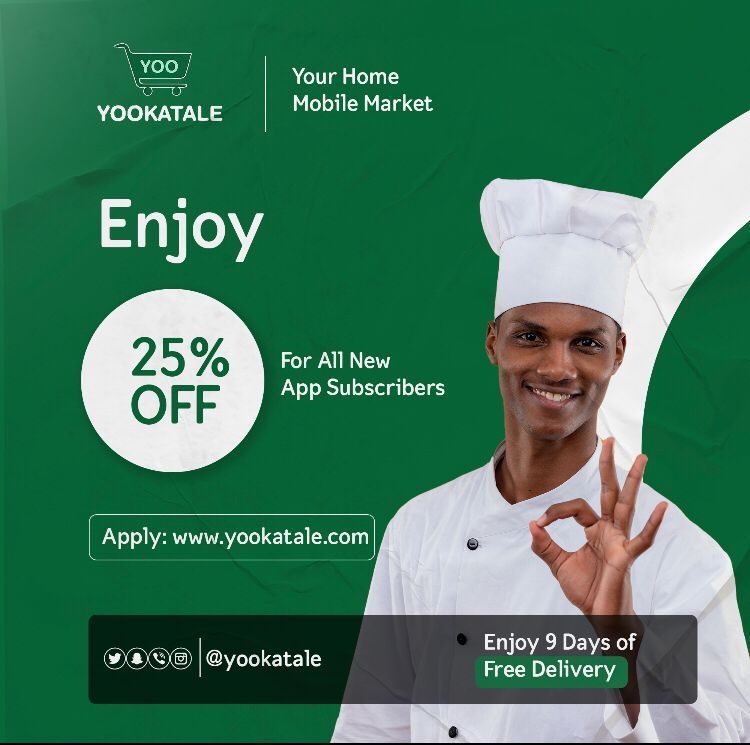 YOO
YOOKATALE
Your Home
Mobile Market
Enjoy
25%
OFF
For All New
App Subscribers
Apply: www.yookatale.com
@yookatale
Enjoy 9 Days of
Free Delivery